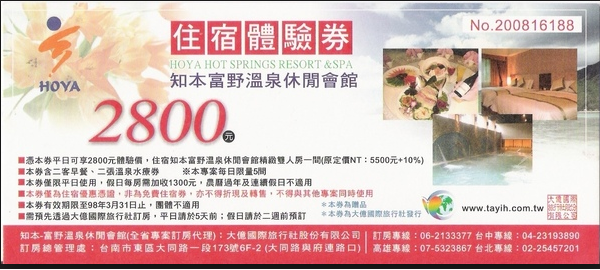 No.200816188
住宿體驗券
HOYA HOT SPRINGS RESORT & SPA
HOYA
知本富野溫泉休閒會館
2800元
■憑本券平日可享2800元體驗價，住宿知本富野溫泉休閒會館精緻雙人房一間(原定價NT：5500元+10%)
■本券含二客早餐、二張溫泉水療券 ※本專案每日限量5間
■本券僅限平日使用，假日每房需加收1300元，農曆過年及連續假日不適用
■本券僅為住宿優惠憑證，非為免費住宿券，亦不得折現及轉售，不得與其他專案同時使用
■本券有效期限至98年3月31日止，團體不適用 *本券為贈品
■需預先透過大億國際旅行社訂房，平日請於5天前；假日請於二週前預訂 *本券為大億國際旅行社發行
www.tayih.com.tw
大億國際旅行社股份有限公司
知本-富野溫泉會館(全省專案訂房代理)：大億國際旅行社股份有限公司
訂房總管理處：台南市東區大同路一段173號6F-2 (大同路與府連路口)
訂房專線：06-2133377 台中專線：04-23193890
高雄專線：07-5323867 台北專線：02-25457201